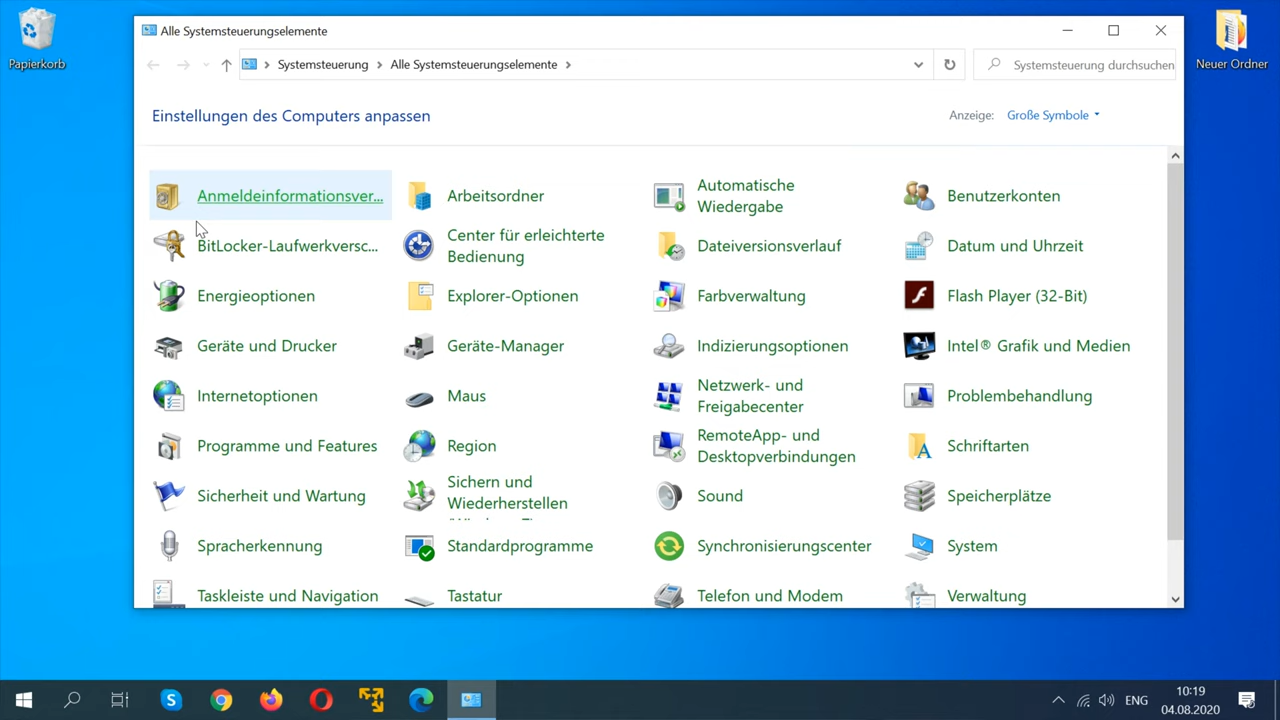 Papierkorb
Neuer Ordner
Alle Systemsteuerungselemente
Systemsteuerung
Alle Systemsteuerungselemente
Systemsteuerung durchsuchen
Einstellungen des Computers anpassen
Anzeige: Große Symbole
Anmeldeinformationsver...
Arbeitsordner
Automatische
Wiedergabe
Benutzerkonten
BitLocker-Laufwerkversc...
Center für erleichterte
Bedienung
Dateiversionsverlauf
Datum und Uhrzeit
Energieoptionen
Explorer-Optionen
Farbverwaltung
Flash Player (32-Bit)
Geräte und Drucker
Geräte-Manager
Indizierungsoptionen
Intel® Grafik und Medien
Internetoptionen
Maus
Netzwerk- und
Freigabecenter
Problembehandlung
Programme und Features
Region
RemoteApp- und
Desktopverbindungen
Schriftarten
Sicherheit und Wartung
Sichern und
Wiederherstellen
Sound
Speicherplätze
Spracherkennung
Standardprogramme
Synchronisierungscenter
System
Taskleiste und Navigation
Tastatur
Telefon und Modem
Verwaltung
ENG
10:19
04.08.2020